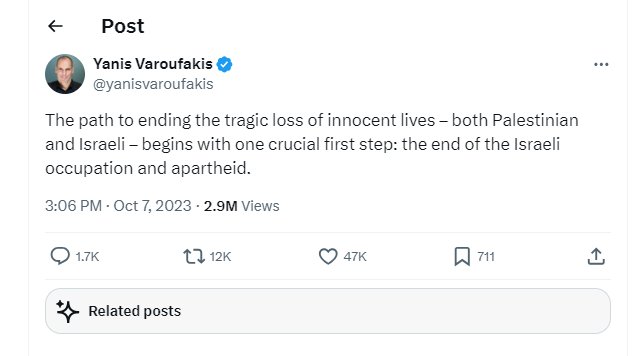 Post
Yanis Varoufakis
@yanisvaroufakis
The path to ending the tragic loss of innocent lives – both Palestinian
and Israeli – begins with one crucial first step: the end of the Israeli
occupation and apartheid.
3:06 PM · Oct 7, 2023 · 2.9M Views
1.7K 12K 47K 711
Related posts